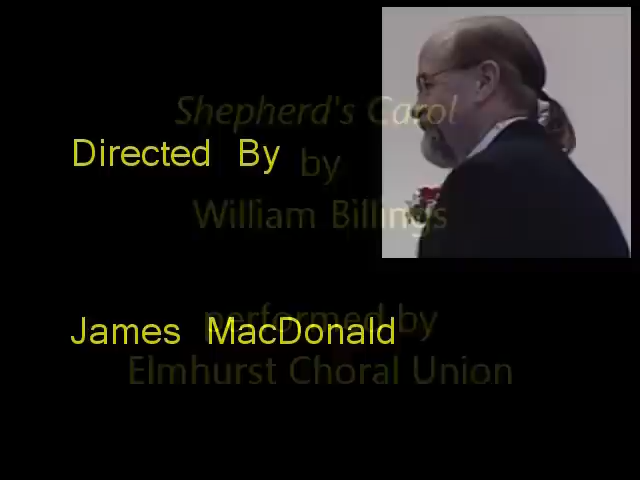 Shepherd's Carol
Directed By
by
William Billings
performed by
James MacDonald
Elmhurst Choral Union